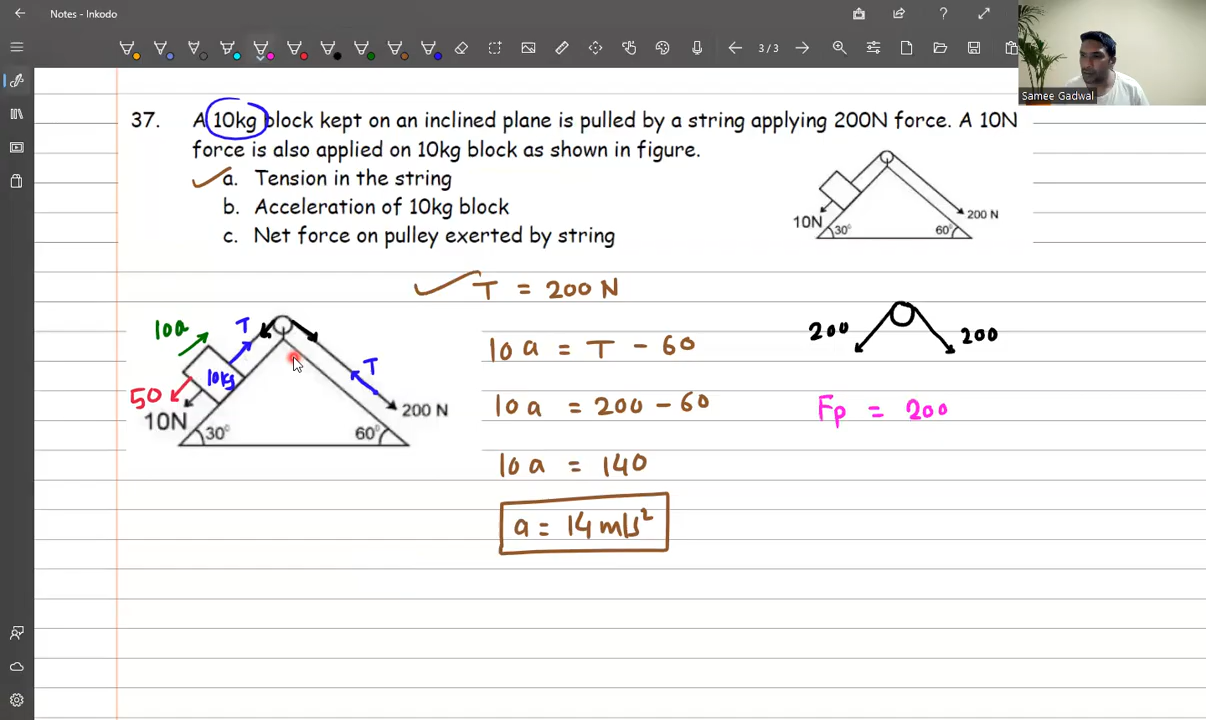 Notes - Inkodo
3/3
Samee Gadwal
37. A 10kg block kept on an inclined plane is pulled by a string applying 200N force. A 10N
force is also applied on 10kg block as shown in figure.
a. Tension in the string
b. Acceleration of 10kg block
c. Net force on pulley exerted by string
10N
30°
60°
200 N
T = 200 N
10a
T
T
10kg
50
10N
30°
60°
200 N
10a = T - 60
10a = 200 - 60
10a = 140
a = 14 m/s²
200
200
Fp = 200